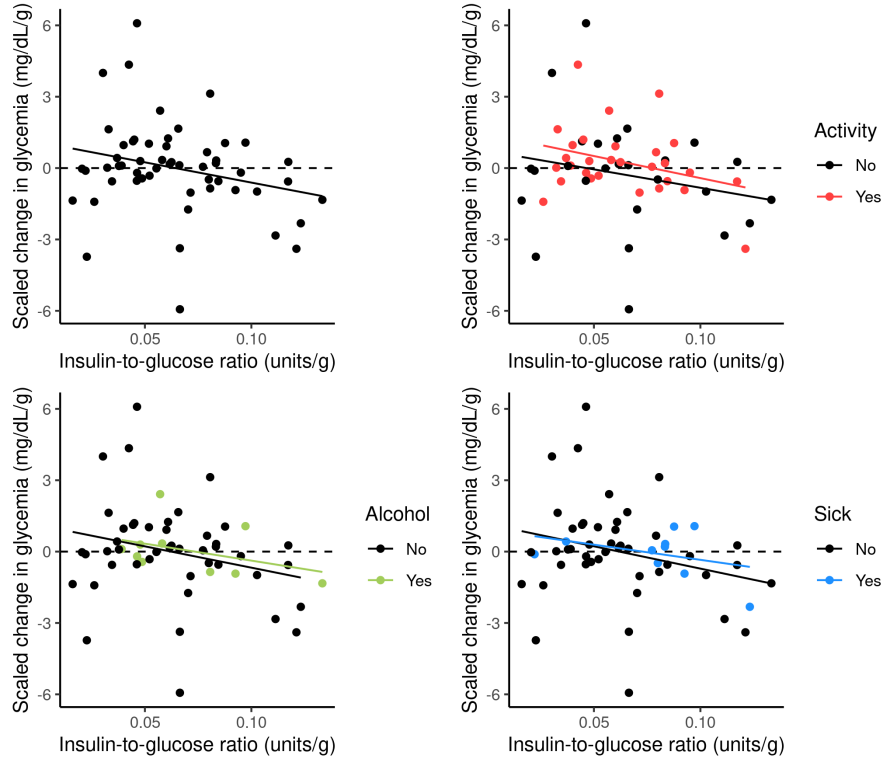 Scaled change in glycemia (mg/dL/g)
6
3
0
-3
-6
0.05
0.10
Insulin-to-glucose ratio (units/g)
Scaled change in glycemia (mg/dL/g)
6
3
0
-3
-6
0.05
0.10
Insulin-to-glucose ratio (units/g)
Activity
No
Yes
Scaled change in glycemia (mg/dL/g)
6
3
0
-3
-6
0.05
0.10
Insulin-to-glucose ratio (units/g)
Alcohol
No
Yes
Scaled change in glycemia (mg/dL/g)
6
3
0
-3
-6
0.05
0.10
Insulin-to-glucose ratio (units/g)
Sick
No
Yes